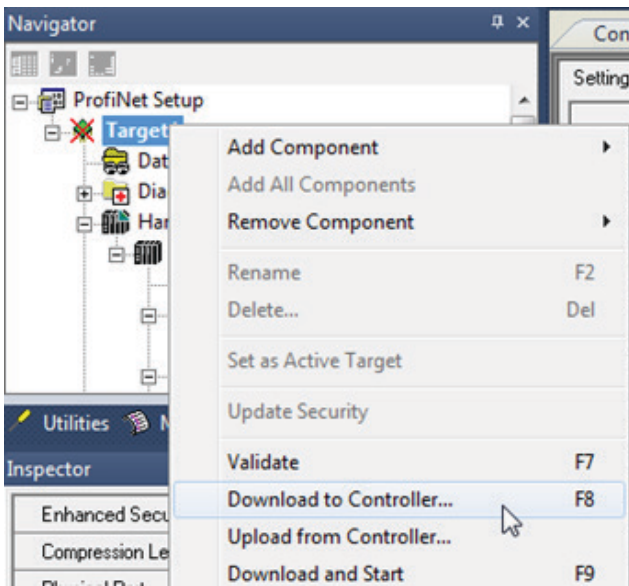 Navigator
Con
Setting
ProfiNet Setup
Target1
Dat
Dia
Har
Add Component
Add All Components
Remove Component
Rename F2
Delete... Del
Set as Active Target
Update Security
Validate F7
Download to Controller... F8
Upload from Controller...
Download and Start F9
Utilities
Inspector
Enhanced Secu
Compression Le